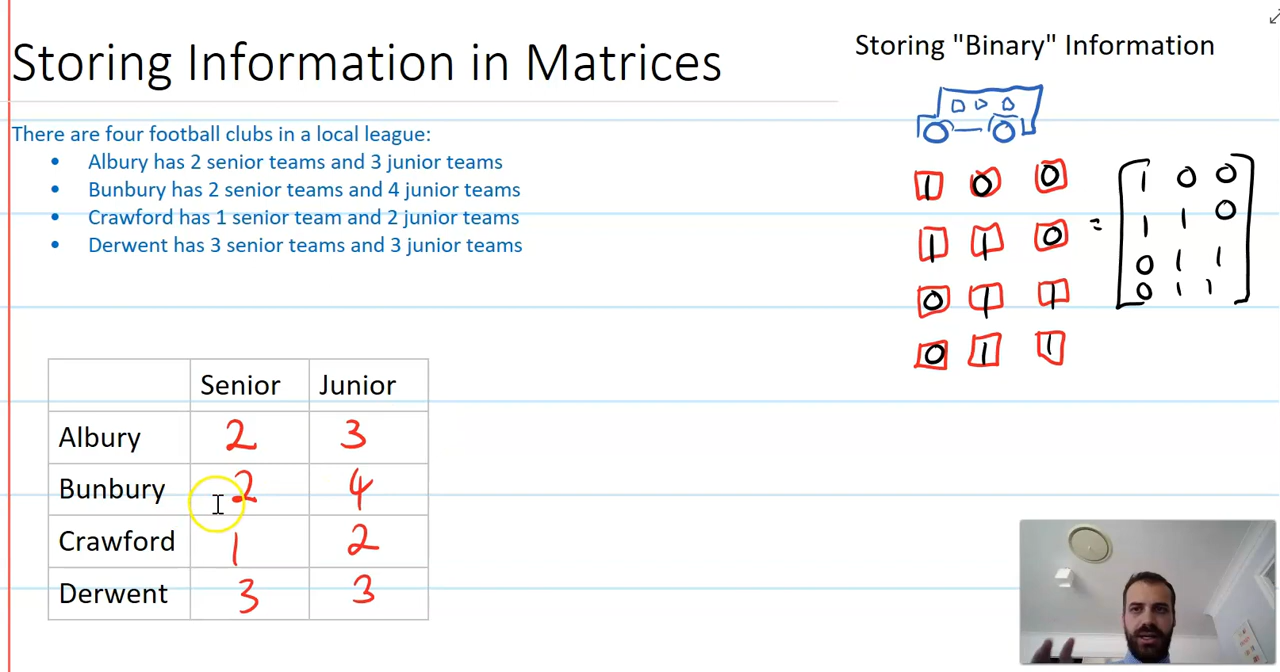 Storing Information in Matrices
There are four football clubs in a local league:
• Albury has 2 senior teams and 3 junior teams
• Bunbury has 2 senior teams and 4 junior teams
• Crawford has 1 senior team and 2 junior teams
• Derwent has 3 senior teams and 3 junior teams
Senior Junior
Albury 2 3
Bunbury 2 4
Crawford 1 2
Derwent 3 3
Storing "Binary" Information
1 0 0
1 1 0
0 1 1
0 1 1
=
1 0 0
1 1 0
0 1 1
0 1 1